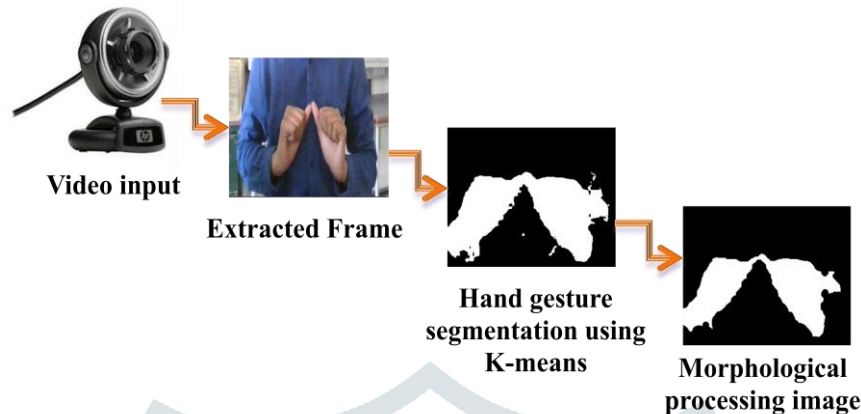 Video input
Extracted Frame
Hand gesture
segmentation using
K-means
Morphological
processing image